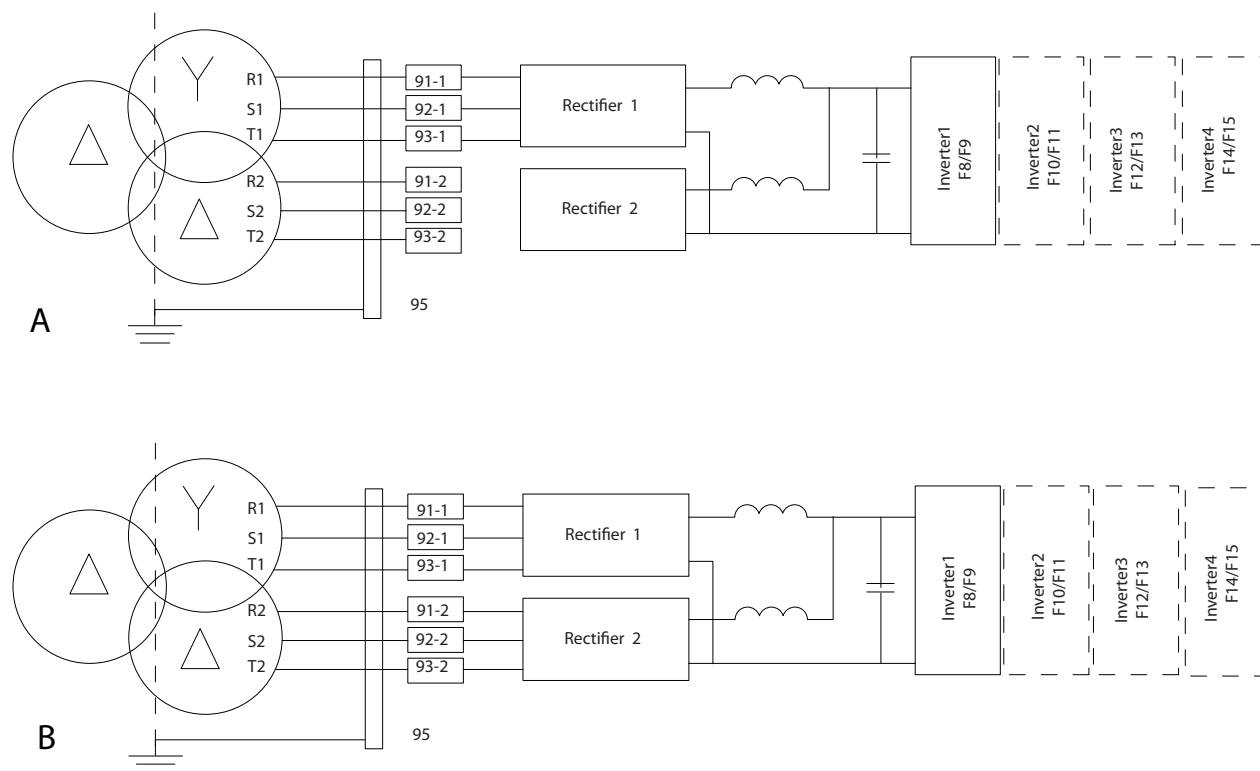 R1
91-1
S1
92-1
T1
93-1
Rectifier 1
R2
91-2
S2
92-2
T2
93-2
Rectifier 2
Inverter1
F8/F9
Inverter2
F10/F11
Inverter3
F12/F13
Inverter4
F14/F15
95
A
R1
91-1
S1
92-1
T1
93-1
Rectifier 1
R2
91-2
S2
92-2
T2
93-2
Rectifier 2
Inverter1
F8/F9
Inverter2
F10/F11
Inverter3
F12/F13
Inverter4
F14/F15
95
B